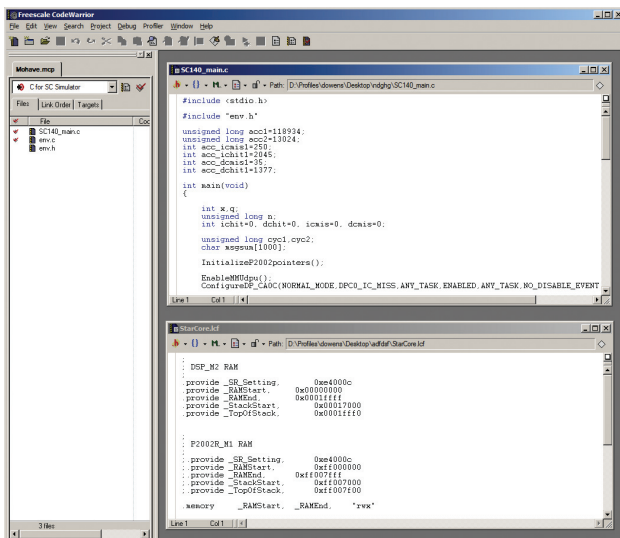 Freescale CodeWarrior
File Edit View Search Project Debug Profiler Window Help
Mohave.mcp
C for SC Simulator
Files Link Order Targets
File Coc
SC140_main.c
env.c
env.h
3 files
SC140_main.c
Path: D:\Profiles\dowens\Desktop\ndghg\SC140_main.c
#include <stdio.h>
#include "env.h"
unsigned long acc1=118934;
unsigned long acc2=13024;
int acc_icmis1=250;
int acc_ichit1=2045;
int acc_dcmis1=35;
int acc_dchit1=1377;
int main(void)
{
int x,q;
unsigned long n;
int ichit=0, dchit=0, icmis=0, dcmis=0;
unsigned long cyc1,cyc2;
char msgsum[1000];
InitializeP2002pointers();
EnableMMUdpu();
ConfigureDP_CAOC(NORMAL_MODE,DPC0_IC_MISS,ANY_TASK,ENABLED,ANY_TASK,NO_DISABLE_EVENT
Line 1 Col 1
StarCore.lcf
Path: D:\Profiles\dowens\Desktop\adfdsf\StarCore.lcf
;
; DSP_M2 RAM
;
.provide _SR_Setting, 0xe4000c
.provide _RAMStart, 0x00000000
.provide _RAMEnd, 0x0001ffff
.provide _StackStart, 0x00017000
.provide _TopOfStack, 0x0001fff0
;
; P2002R_M1 RAM
;
;.provide _SR_Setting, 0xe4000c
;.provide _RAMStart, 0xff000000
;.provide _RAMEnd, 0xff007fff
;.provide _StackStart, 0xff007000
;.provide _TopOfStack, 0xff007f00
.memory _RAMStart, _RAMEnd, "rwx"
Line 1 Col 1